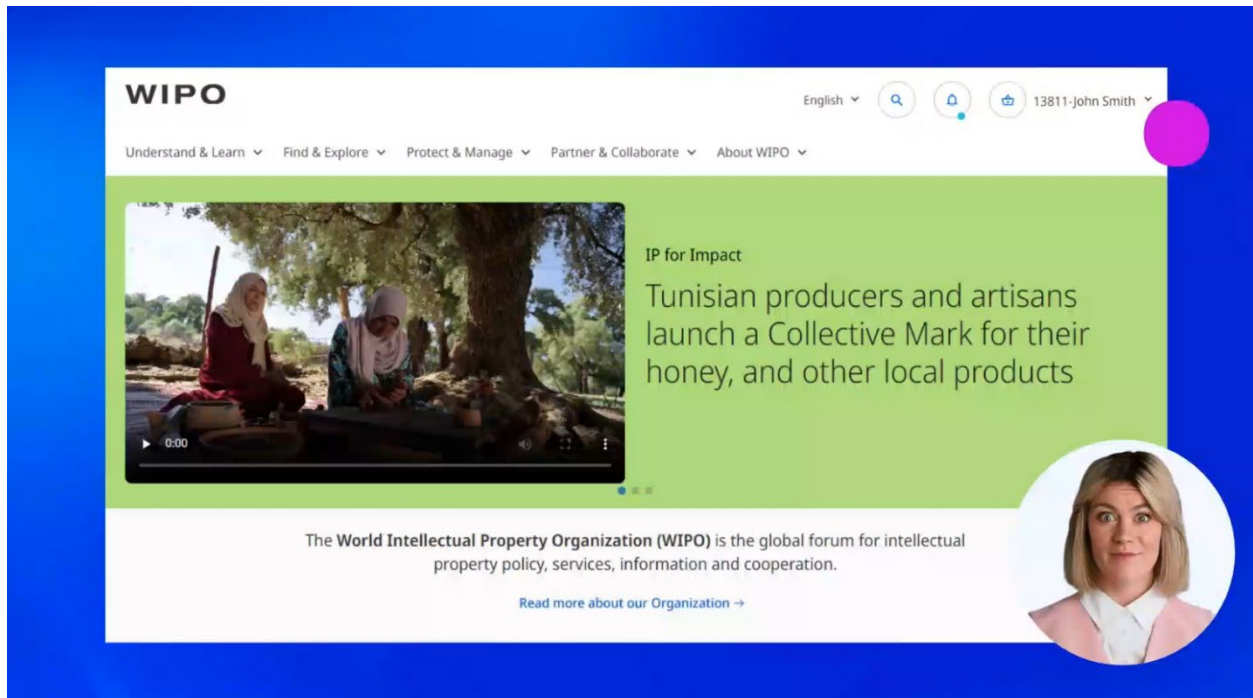 WIPO
English
13811-John Smith
Understand & Learn
Find & Explore
Protect & Manage
Partner & Collaborate
About WIPO
IP for Impact
Tunisian producers and artisans
launch a Collective Mark for their
honey, and other local products
0:00
The World Intellectual Property Organization (WIPO) is the global forum for intellectual
property policy, services, information and cooperation.
Read more about our Organization →